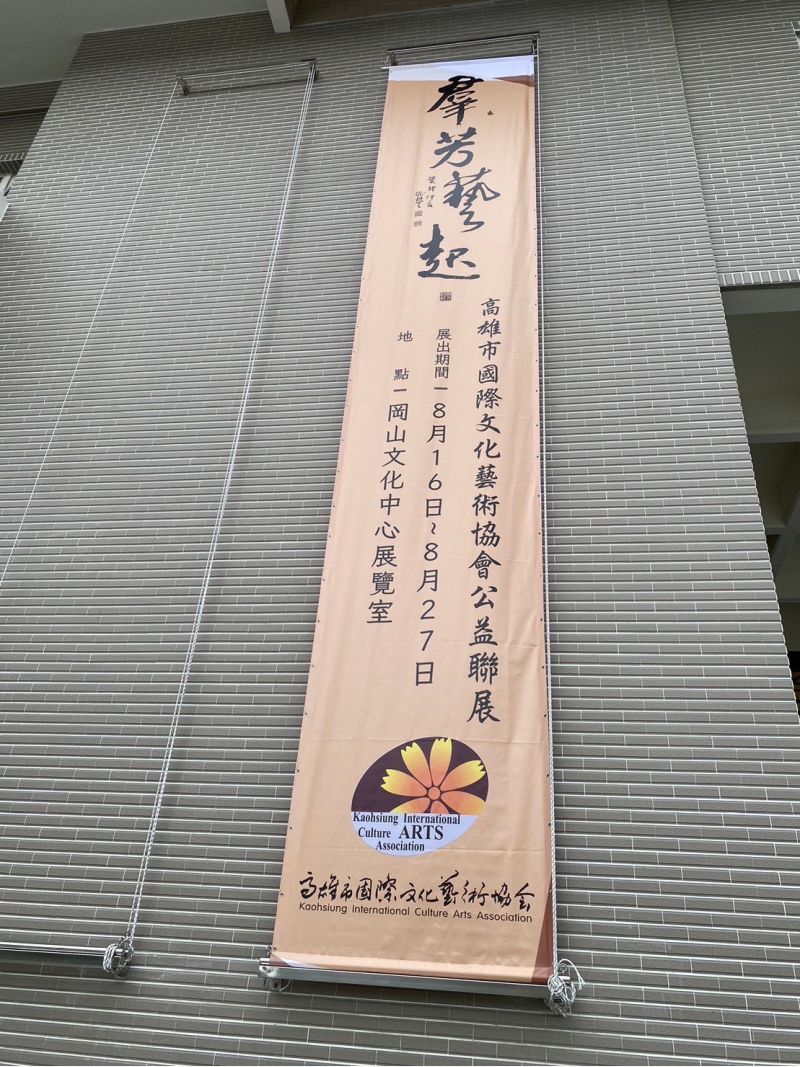 羣芳藝起
高雄市國際文化藝術協會公益聯展
展出期間－8月16日~8月27日
地點－岡山文化中心展覽室
Kaohsiung International
Culture ARTS
Association
高雄市國際文化藝術協会
Kaohsiung International Culture Arts Association